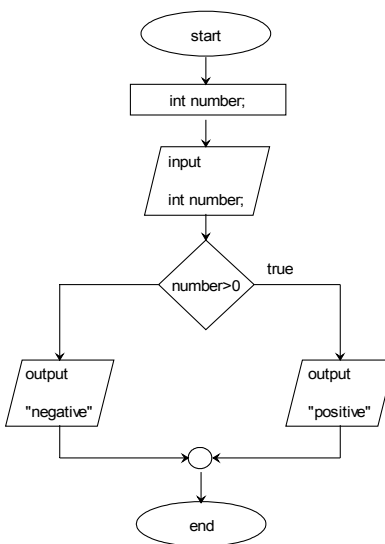 start
int number;
input
int number;
number>0
true
output
"negative"
output
"positive"
end